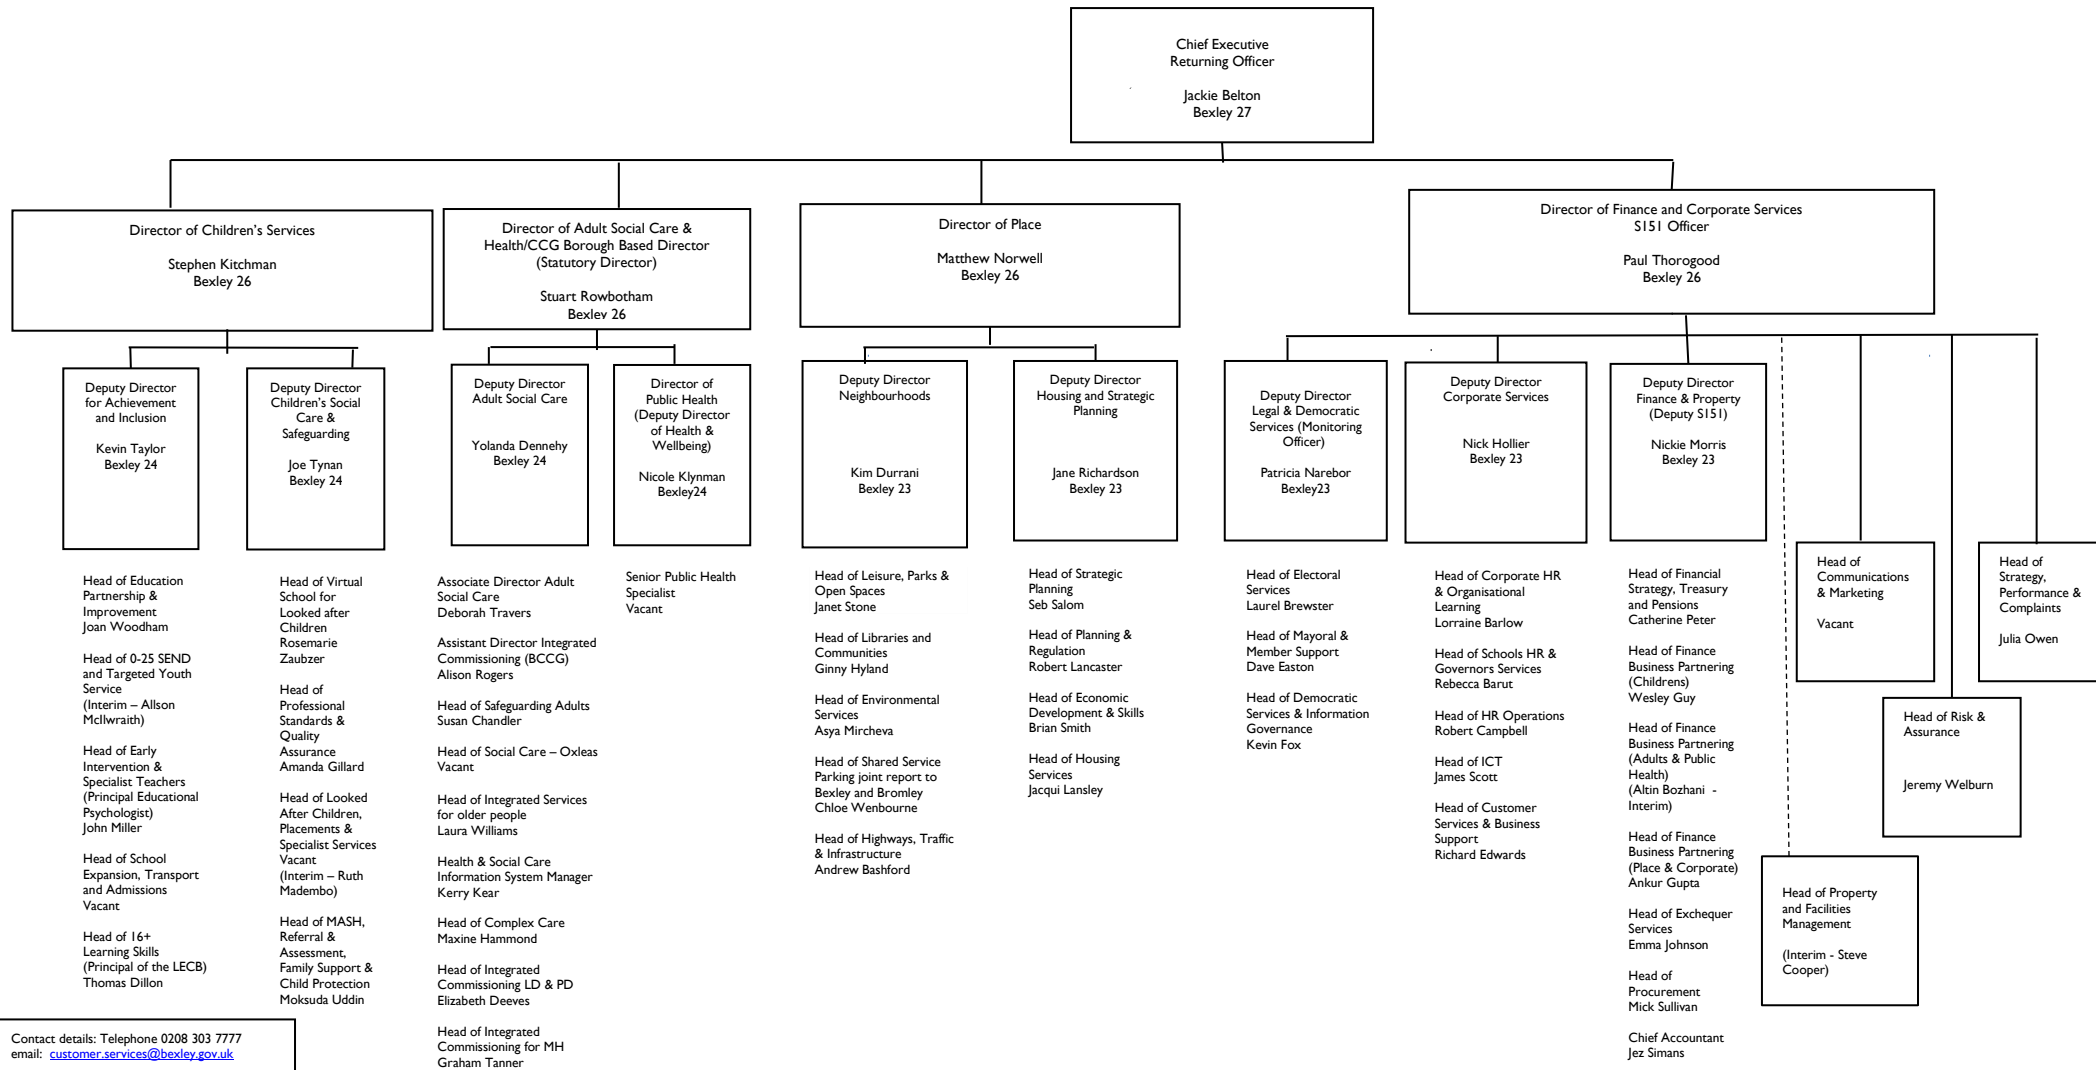 Chief Executive
Returning Officer
Jackie Belton
Bexley 27
Director of Children's Services
Stephen Kitchman
Bexley 26
Director of Adult Social Care &
Health/CCG Borough Based Director
(Statutory Director)
Stuart Rowbotham
Bexley 26
Director of Place
Matthew Norwell
Bexley 26
Director of Finance and Corporate Services
S151 Officer
Paul Thorogood
Bexley 26
Deputy Director
for Achievement
and Inclusion
Kevin Taylor
Bexley 24
Deputy Director
Children's Social
Care &
Safeguarding
Joe Tynan
Bexley 24
Deputy Director
Adult Social Care
Yolanda Dennehy
Bexley 24
Director of
Public Health
(Deputy Director
of Health &
Wellbeing)
Nicole Klynman
Bexley24
Deputy Director
Neighbourhoods
Kim Durrani
Bexley 23
Deputy Director
Housing and Strategic
Planning
Jane Richardson
Bexley 23
Deputy Director
Legal & Democratic
Services (Monitoring
Officer)
Patricia Narebor
Bexley23
Deputy Director
Corporate Services
Nick Hollier
Bexley 23
Deputy Director
Finance & Property
(Deputy S151)
Nickie Morris
Bexley 23
Head of
Communications
& Marketing
Vacant
Head of
Strategy,
Performance &
Complaints
Julia Owen
Head of Risk &
Assurance
Jeremy Welburn
Head of Property
and Facilities
Management
(Interim - Steve
Cooper)
Head of Education
Partnership &
Improvement
Joan Woodham
Head of 0-25 SEND
and Targeted Youth
Service
(Interim – Allson
McIlwraith)
Head of Early
Intervention &
Specialist Teachers
(Principal Educational
Psychologist)
John Miller
Head of School
Expansion, Transport
and Admissions
Vacant
Head of 16+
Learning Skills
(Principal of the LECB)
Thomas Dillon
Head of Virtual
School for
Looked after
Children
Rosemarie
Zaubzer
Head of
Professional
Standards &
Quality
Assurance
Amanda Gillard
Head of Looked
After Children,
Placements &
Specialist Services
Vacant
(Interim – Ruth
Madembo)
Head of MASH,
Referral &
Assessment,
Family Support &
Child Protection
Moksuda Uddin
Associate Director Adult
Social Care
Deborah Travers
Assistant Director Integrated
Commissioning (BCCG)
Alison Rogers
Head of Safeguarding Adults
Susan Chandler
Head of Social Care – Oxleas
Vacant
Head of Integrated Services
for older people
Laura Williams
Health & Social Care
Information System Manager
Kerry Kear
Head of Complex Care
Maxine Hammond
Head of Integrated
Commissioning LD & PD
Elizabeth Deeves
Head of Integrated
Commissioning for MH
Graham Tanner
Senior Public Health
Specialist
Vacant
Head of Leisure, Parks &
Open Spaces
Janet Stone
Head of Libraries and
Communities
Ginny Hyland
Head of Environmental
Services
Asya Mircheva
Head of Shared Service
Parking joint report to
Bexley and Bromley
Chloe Wenbourne
Head of Highways, Traffic
& Infrastructure
Andrew Bashford
Head of Strategic
Planning
Seb Salom
Head of Planning &
Regulation
Robert Lancaster
Head of Economic
Development & Skills
Brian Smith
Head of Housing
Services
Jacqui Lansley
Head of Electoral
Services
Laurel Brewster
Head of Mayoral &
Member Support
Dave Easton
Head of Democratic
Services & Information
Governance
Kevin Fox
Head of Corporate HR
& Organisational
Learning
Lorraine Barlow
Head of Schools HR &
Governors Services
Rebecca Barut
Head of HR Operations
Robert Campbell
Head of ICT
James Scott
Head of Customer
Services & Business
Support
Richard Edwards
Head of Financial
Strategy, Treasury
and Pensions
Catherine Peter
Head of Finance
Business Partnering
(Childrens)
Wesley Guy
Head of Finance
Business Partnering
(Adults & Public
Health)
(Altin Bozhani -
Interim)
Head of Finance
Business Partnering
(Place & Corporate)
Ankur Gupta
Head of Exchequer
Services
Emma Johnson
Head of
Procurement
Mick Sullivan
Chief Accountant
Jez Simans
Contact details: Telephone 0208 303 7777
email: customer.services@bexley.gov.uk